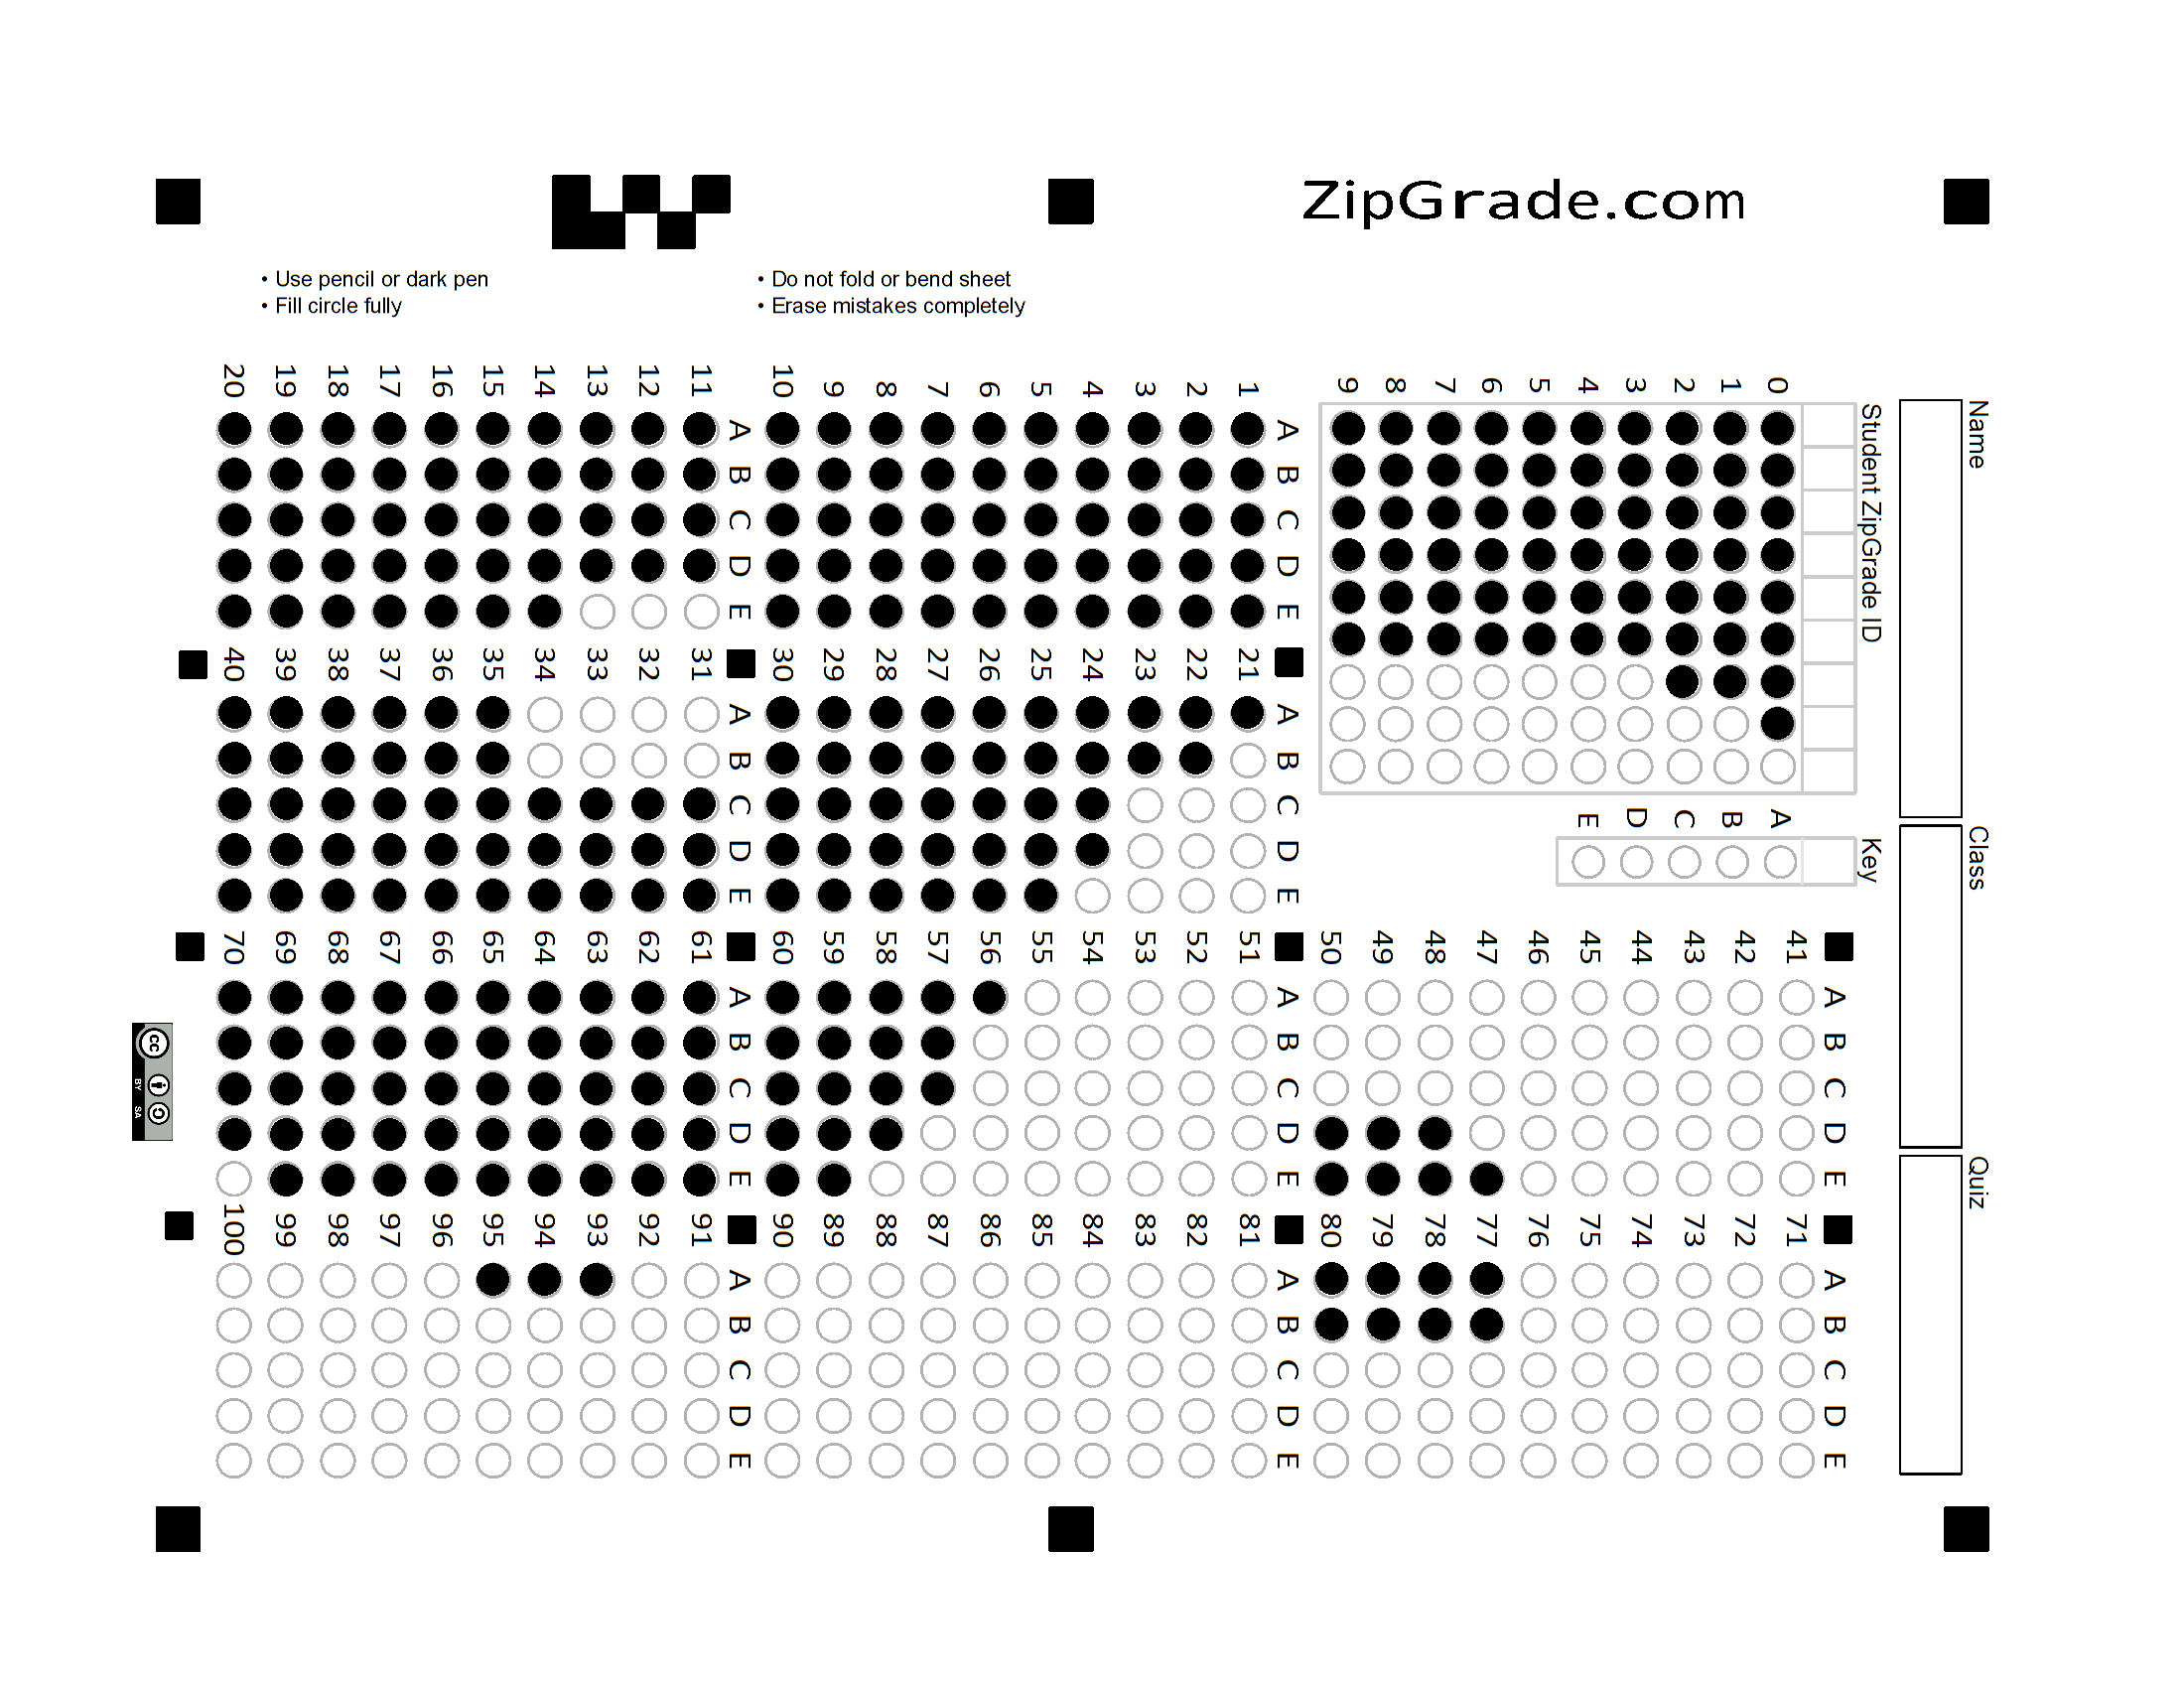 ZipGrade.com
• Use pencil or dark pen
• Fill circle fully
• Do not fold or bend sheet
• Erase mistakes completely
Name
Class
Quiz
Student ZipGrade ID
0 1 2 3 4 5 6 7 8 9
Key
A B C D E
A B C D E
1 2 3 4 5 6 7 8 9 10
A B C D E
11 12 13 14 15 16 17 18 19 20
A B C D E
21 22 23 24 25 26 27 28 29 30
A B C D E
31 32 33 34 35 36 37 38 39 40
A B C D E
41 42 43 44 45 46 47 48 49 50
A B C D E
51 52 53 54 55 56 57 58 59 60
A B C D E
61 62 63 64 65 66 67 68 69 70
A B C D E
71 72 73 74 75 76 77 78 79 80
A B C D E
81 82 83 84 85 86 87 88 89 90
A B C D E
91 92 93 94 95 96 97 98 99 100
A B C D E
cc
BY SA